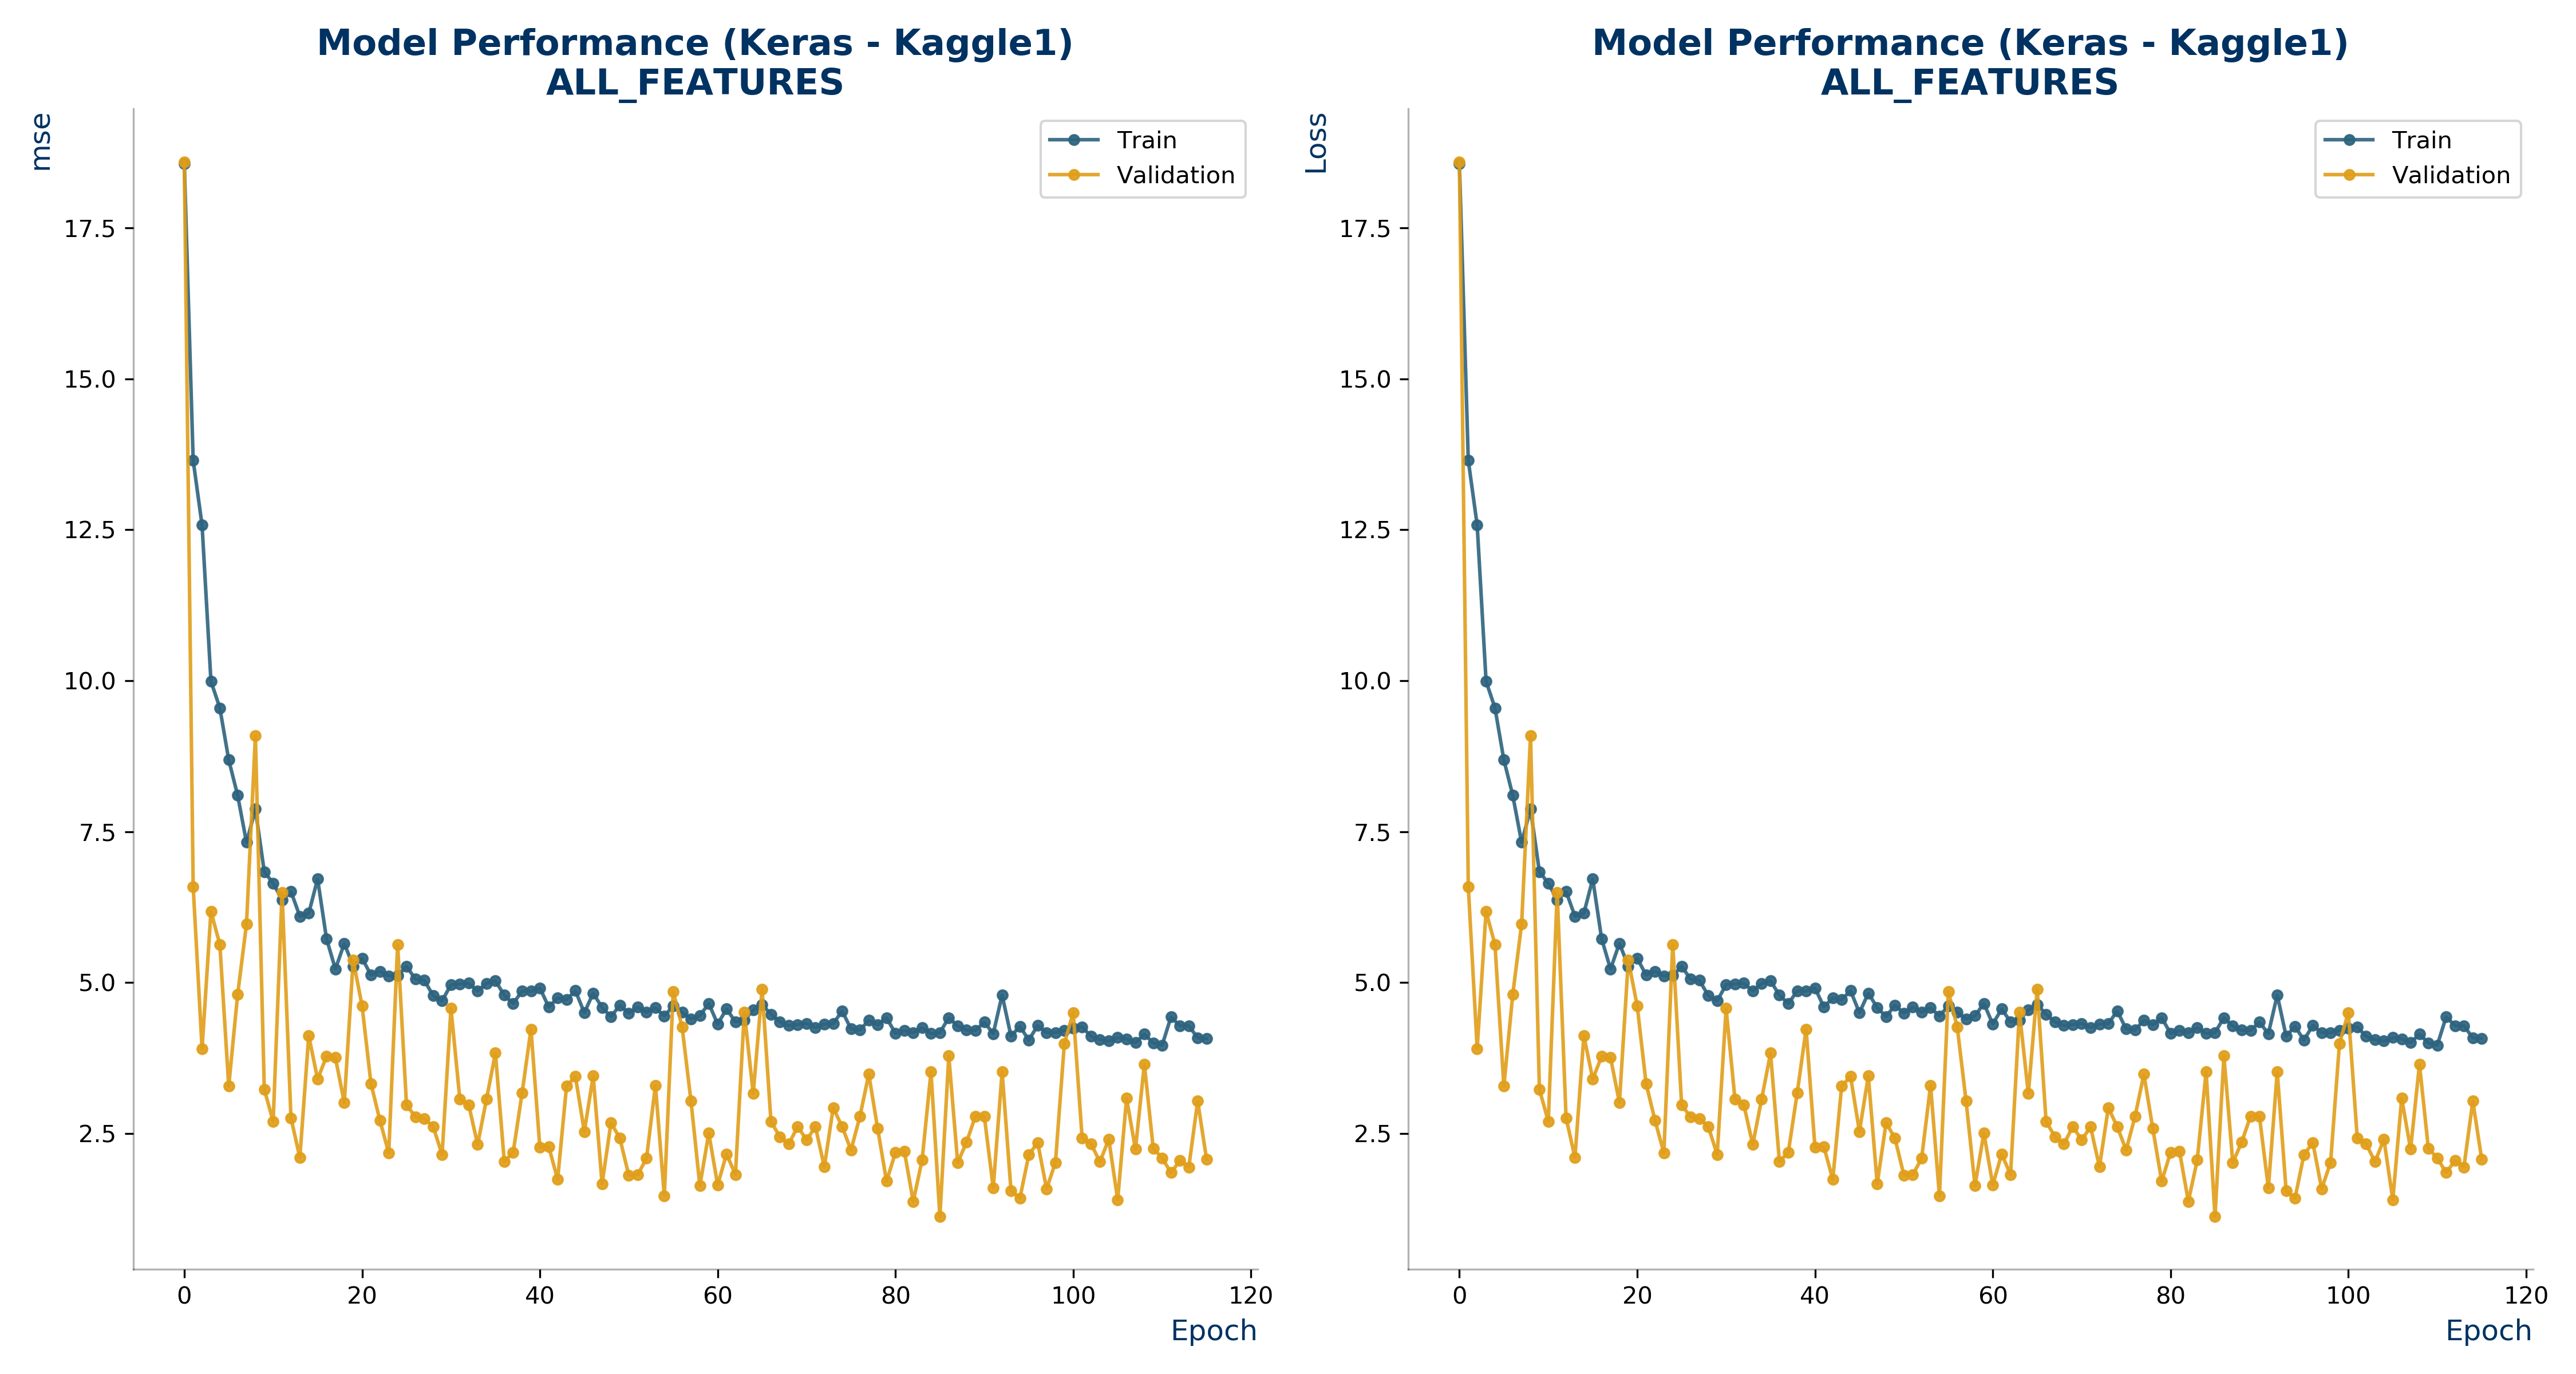 Model Performance (Keras - Kaggle1)
ALL_FEATURES
mse
Train
Validation
17.5
15.0
12.5
10.0
7.5
5.0
2.5
0 20 40 60 80 100 120
Epoch
Model Performance (Keras - Kaggle1)
ALL_FEATURES
Loss
Train
Validation
17.5
15.0
12.5
10.0
7.5
5.0
2.5
0 20 40 60 80 100 120
Epoch